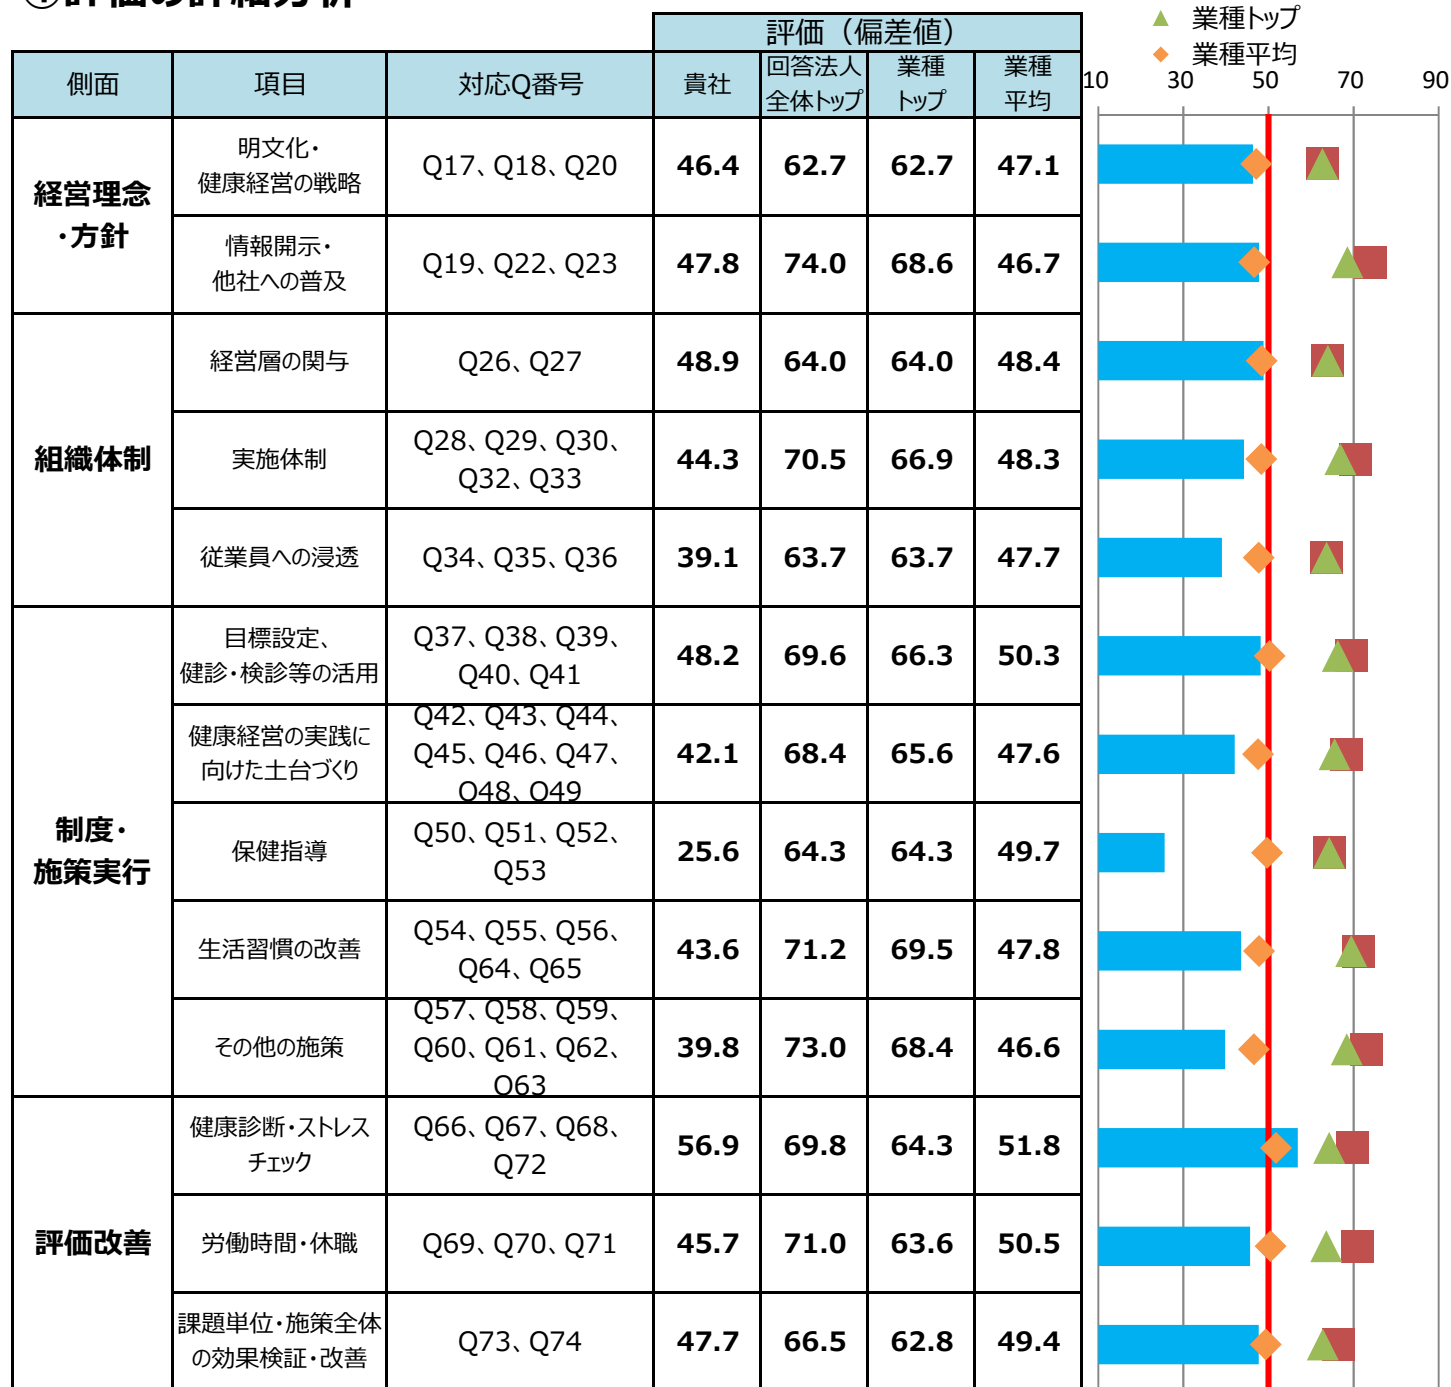 ①評価の詳細分析
▲ 業種トップ
◆ 業種平均
評価（偏差値）
側面 項目 対応Q番号 貴社 回答法人全体トップ 業種トップ 業種平均
10 30 50 70 90
経営理念
・方針
明文化・
健康経営の戦略
Q17、Q18、Q20
46.4 62.7 62.7 47.1
情報開示・
他社への普及
Q19、Q22、Q23
47.8 74.0 68.6 46.7
組織体制
経営層の関与
Q26、Q27
48.9 64.0 64.0 48.4
実施体制
Q28、Q29、Q30、
Q32、Q33
44.3 70.5 66.9 48.3
従業員への浸透
Q34、Q35、Q36
39.1 63.7 63.7 47.7
制度・
施策実行
目標設定、
健診・検診等の活用
Q37、Q38、Q39、
Q40、Q41
48.2 69.6 66.3 50.3
健康経営の実践に
向けた土台づくり
Q42、Q43、Q44、
Q45、Q46、Q47、
Q48、Q49
42.1 68.4 65.6 47.6
保健指導
Q50、Q51、Q52、
Q53
25.6 64.3 64.3 49.7
生活習慣の改善
Q54、Q55、Q56、
Q64、Q65
43.6 71.2 69.5 47.8
その他の施策
Q57、Q58、Q59、
Q60、Q61、Q62、
Q63
39.8 73.0 68.4 46.6
評価改善
健康診断・ストレス
チェック
Q66、Q67、Q68、
Q72
56.9 69.8 64.3 51.8
労働時間・休職
Q69、Q70、Q71
45.7 71.0 63.6 50.5
課題単位・施策全体
の効果検証・改善
Q73、Q74
47.7 66.5 62.8 49.4